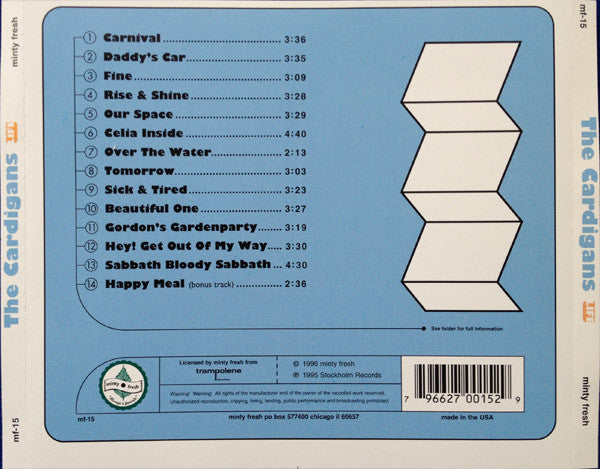 minty fresh
The Cardigans LIFE
mf-15
1 Carnival 3:36
2 Daddy's Car 3:35
3 Fine 3:09
4 Rise & Shine 3:28
5 Our Space 3:29
6 Celia Inside 4:40
7 Over The Water 2:13
8 Tomorrow 3:03
9 Sick & Tired 3:23
10 Beautiful One 3:27
11 Gordon's Gardenparty 3:19
12 Hey! Get Out Of My Way 3:30
13 Sabbath Bloody Sabbath 4:30
14 Happy Meal (bonus track) 2:36
See folder for full information
minty fresh
mf-15
Licensed by minty fresh from
trampolene
© 1996 minty fresh
℗ 1995 Stockholm Records
Warning! Warning! All rights of the manufacturer and of the owner of the recorded work reserved.
Unauthorized reproduction, copying, hiring, lending, public performance and broadcasting prohibited.
minty fresh po box 577400 chicago il 60657
7 96627 00152 9
made in the USA
mf-15
The Cardigans LIFE
minty fresh